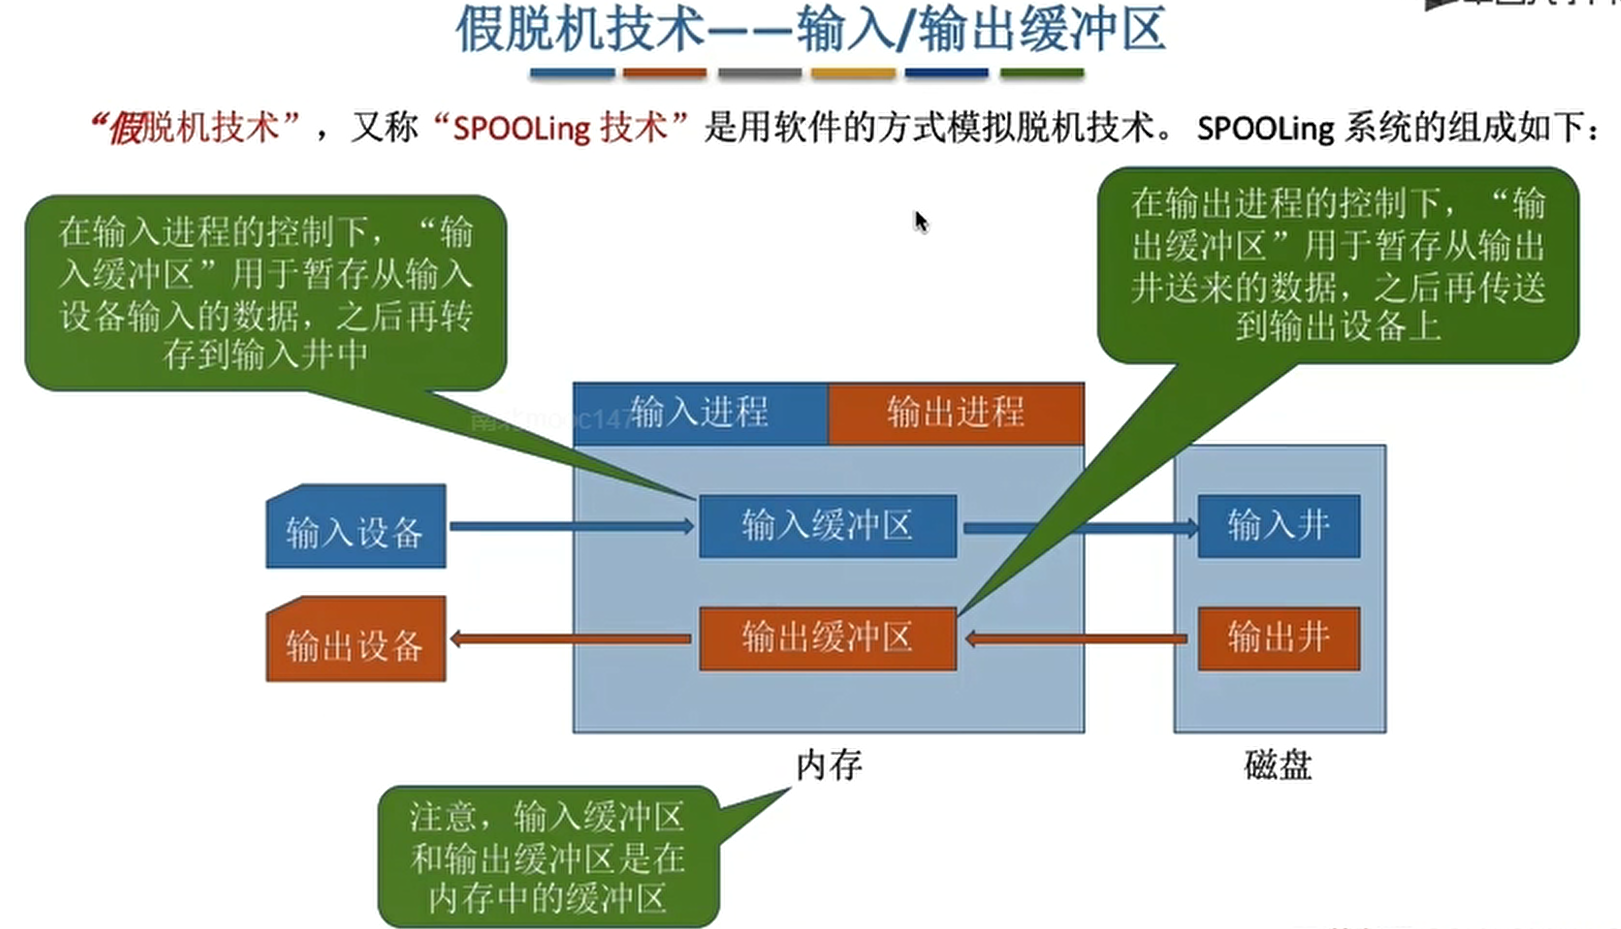 假脱机技术——输入/输出缓冲区
“假脱机技术”，又称“SPOOLing 技术”是用软件的方式模拟脱机技术。 SPOOLing 系统的组成如下：
在输入进程的控制下，“输
入缓冲区”用于暂存从输入
设备输入的数据，之后再转
存到输入井中
在输出进程的控制下，“输
出缓冲区”用于暂存从输出
井送来的数据，之后再传送
到输出设备上
输入进程
输出进程
输入设备
输入缓冲区
输入井
输出设备
输出缓冲区
输出井
内存
磁盘
注意，输入缓冲区
和输出缓冲区是在
内存中的缓冲区